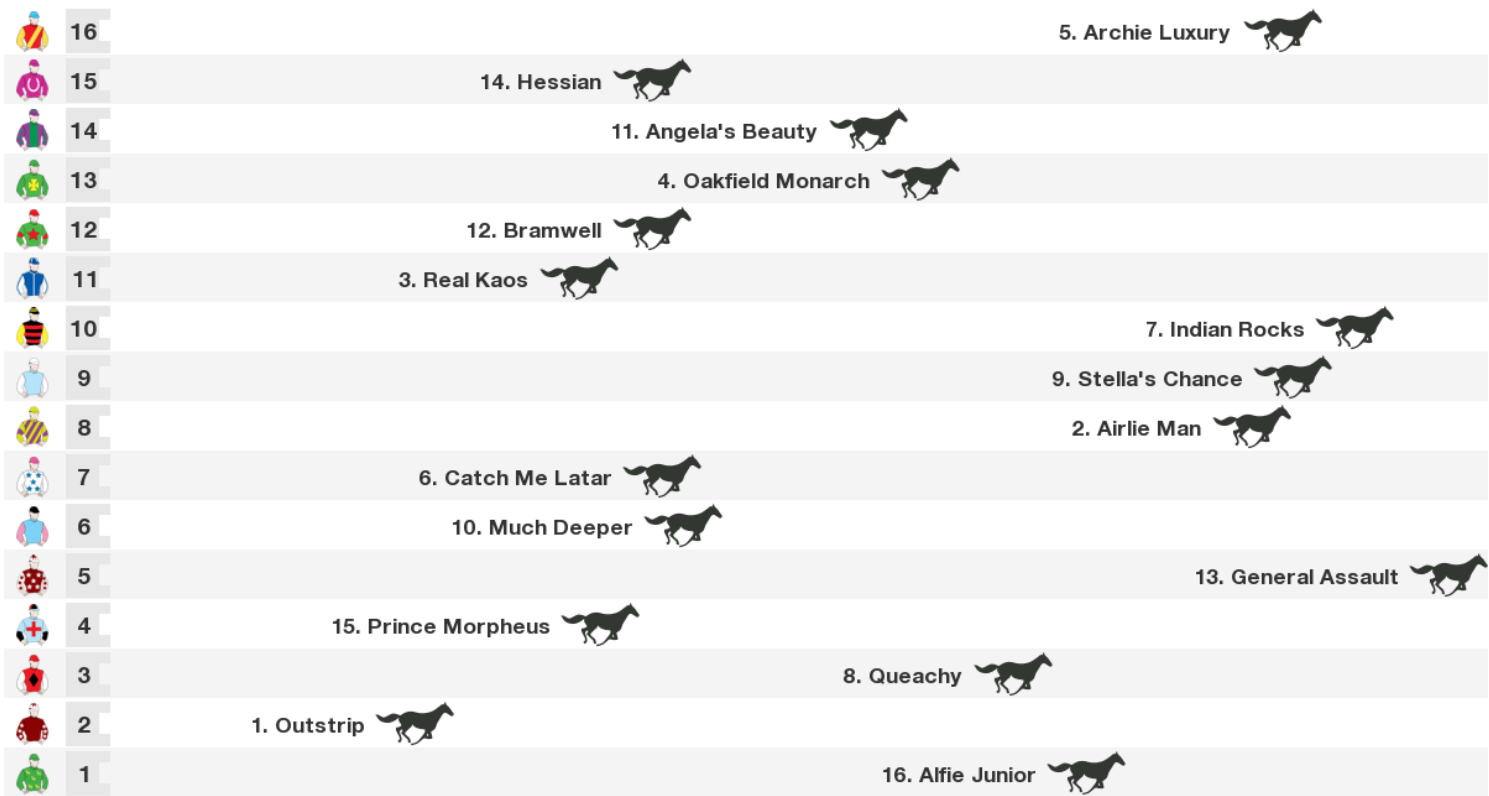 16 5. Archie Luxury
15 14. Hessian
14 11. Angela's Beauty
13 4. Oakfield Monarch
12 12. Bramwell
11 3. Real Kaos
10 7. Indian Rocks
9 9. Stella's Chance
8 2. Airlie Man
7 6. Catch Me Latar
6 10. Much Deeper
5 13. General Assault
4 15. Prince Morpheus
3 8. Queachy
2 1. Outstrip
1 16. Alfie Junior